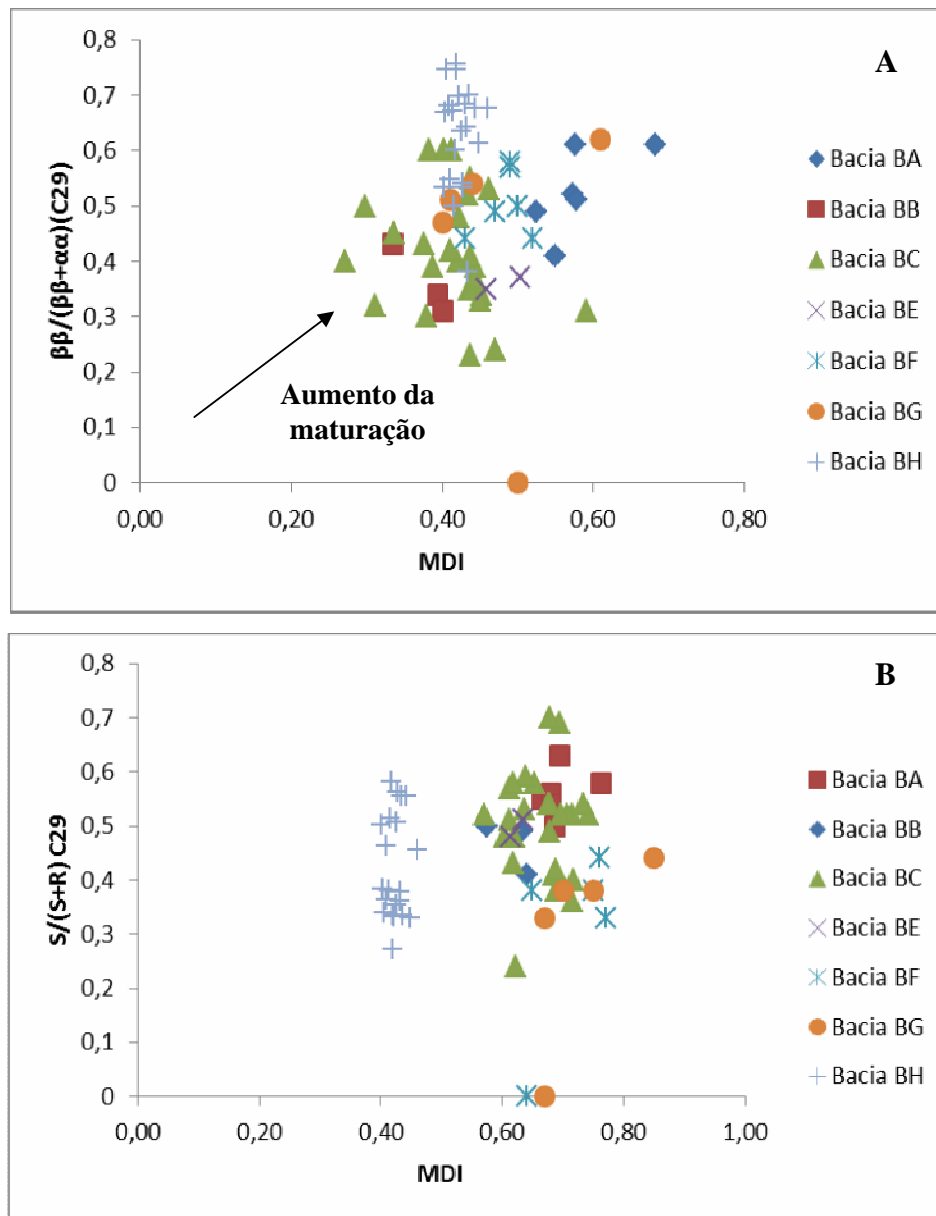 A
ββ/(ββ+αα)(C29)
0,8
0,7
0,6
0,5
0,4
0,3
0,2
0,1
0
0,00
0,20
0,40
0,60
0,80
MDI
Aumento da
maturação
Bacia BA
Bacia BB
Bacia BC
Bacia BE
Bacia BF
Bacia BG
Bacia BH
B
S/(S+R) C29
0,8
0,7
0,6
0,5
0,4
0,3
0,2
0,1
0
0,00
0,20
0,40
0,60
0,80
1,00
MDI
Bacia BA
Bacia BB
Bacia BC
Bacia BE
Bacia BF
Bacia BG
Bacia BH